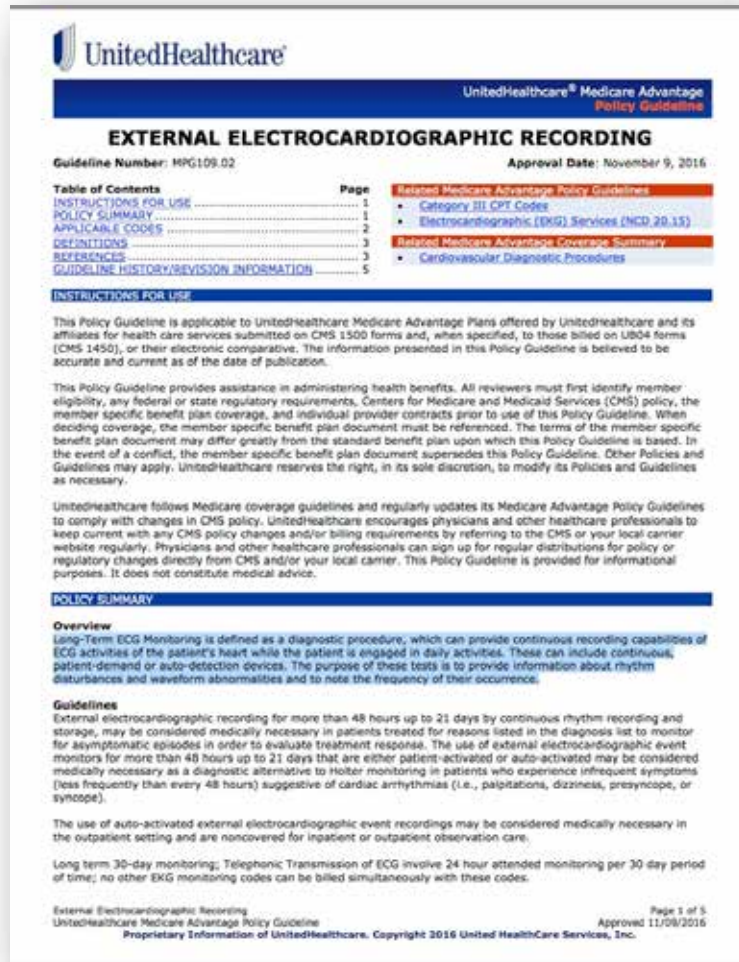 UnitedHealthcare®
UnitedHealthcare® Medicare Advantage
Policy Guideline
EXTERNAL ELECTROCARDIOGRAPHIC RECORDING
Guideline Number: MPG109.02
Approval Date: November 9, 2016
Table of Contents Page
INSTRUCTIONS FOR USE 1
POLICY SUMMARY 1
APPLICABLE CODES 2
DEFINITIONS 3
REFERENCES 3
GUIDELINE HISTORY/REVISION INFORMATION 5
Related Medicare Advantage Policy Guidelines
• Category III CPT Codes
• Electrocardiographic (EKG) Services (NCD 20.15)
Related Medicare Advantage Coverage Summary
• Cardiovascular Diagnostic Procedures
INSTRUCTIONS FOR USE
This Policy Guideline is applicable to UnitedHealthcare Medicare Advantage Plans offered by UnitedHealthcare and its
affiliates for health care services submitted on CMS 1500 forms and, when specified, to those billed on UB04 forms
(CMS 1450), or their electronic comparative. The information presented in this Policy Guideline is believed to be
accurate and current as of the date of publication.
This Policy Guideline provides assistance in administering health benefits. All reviewers must first identify member
eligibility, any federal or state regulatory requirements, Centers for Medicare and Medicaid Services (CMS) policy, the
member specific benefit plan coverage, and individual provider contracts prior to use of this Policy Guideline. When
deciding coverage, the member specific benefit plan document must be referenced. The terms of the member specific
benefit plan document may differ greatly from the standard benefit plan upon which this Policy Guideline is based. In
the event of a conflict, the member specific benefit plan document supersedes this Policy Guideline. Other Policies and
Guidelines may apply. UnitedHealthcare reserves the right, in its sole discretion, to modify its Policies and Guidelines
as necessary.
UnitedHealthcare follows Medicare coverage guidelines and regularly updates its Medicare Advantage Policy Guidelines
to comply with changes in CMS policy. UnitedHealthcare encourages physicians and other healthcare professionals to
keep current with any CMS policy changes and/or billing requirements by referring to the CMS or your local carrier
website regularly. Physicians and other healthcare professionals can sign up for regular distributions for policy or
regulatory changes directly from CMS and/or your local carrier. This Policy Guideline is provided for informational
purposes. It does not constitute medical advice.
POLICY SUMMARY
Overview
Long-Term ECG Monitoring is defined as a diagnostic procedure, which can provide continuous recording capabilities of
ECG activities of the patient's heart while the patient is engaged in daily activities. These can include continuous,
patient-demand or auto-detection devices. The purpose of these tests is to provide information about rhythm
disturbances and waveform abnormalities and to note the frequency of their occurrence.
Guidelines
External electrocardiographic recording for more than 48 hours up to 21 days by continuous rhythm recording and
storage, may be considered medically necessary in patients treated for reasons listed in the diagnosis list to monitor
for asymptomatic episodes in order to evaluate treatment response. The use of external electrocardiographic event
monitors for more than 48 hours up to 21 days that are either patient-activated or auto-activated may be considered
medically necessary as a diagnostic alternative to Holter monitoring in patients who experience infrequent symptoms
(less frequently than every 48 hours) suggestive of cardiac arrhythmias (i.e., palpitations, dizziness, presyncope, or
syncope).
The use of auto-activated external electrocardiographic event recordings may be considered medically necessary in
the outpatient setting and are noncovered for inpatient or outpatient observation care.
Long term 30-day monitoring; Telephonic Transmission of ECG involve 24 hour attended monitoring per 30 day period
of time; no other EKG monitoring codes can be billed simultaneously with these codes.
External Electrocardiographic Recording Page 1 of 5
UnitedHealthcare Medicare Advantage Policy Guideline Approved 11/09/2016
Proprietary Information of UnitedHealthcare. Copyright 2016 United HealthCare Services, Inc.